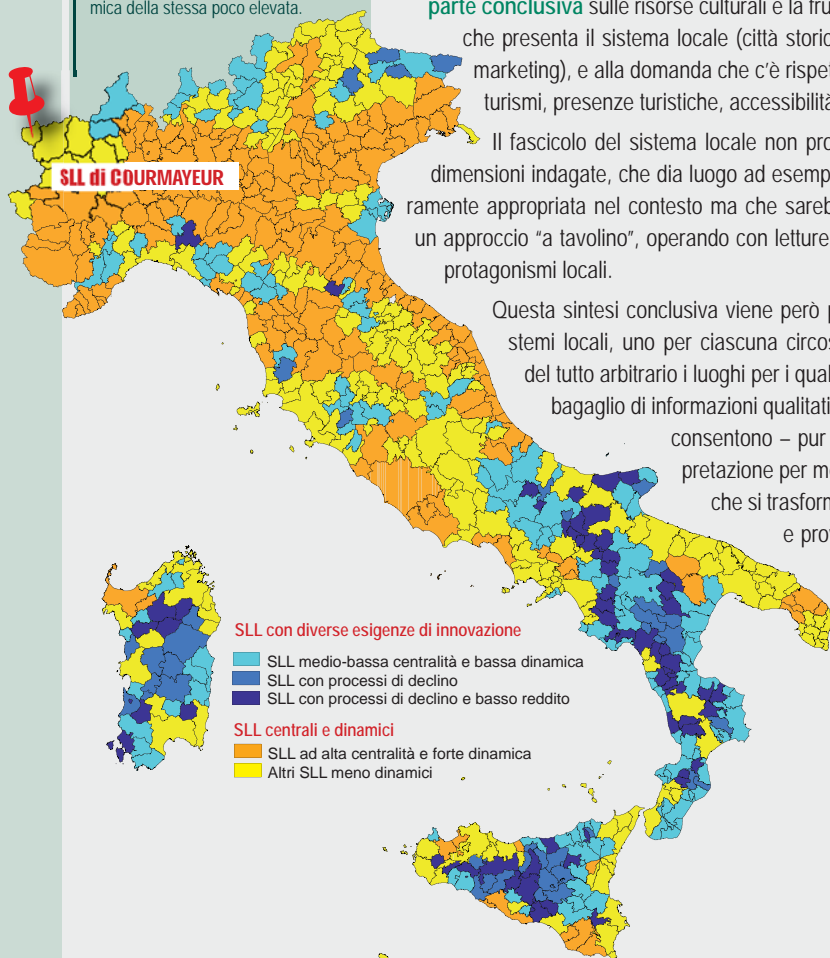 mica della stessa poco elevata.
parte conclusiva sulle risorse culturali e la fru
che presenta il sistema locale (città storic
marketing), e alla domanda che c'è rispet
turismi, presenze turistiche, accessibilità
Il fascicolo del sistema locale non pro
dimensioni indagate, che dia luogo ad esemp
ramente appropriata nel contesto ma che sareb
un approccio “a tavolino”, operando con letture
protagonismi locali.
Questa sintesi conclusiva viene però p
stemi locali, uno per ciascuna circos
del tutto arbitrario i luoghi per i qual
bagaglio di informazioni qualitati
consentono – pur
pretazione per me
che si trasform
e prov
SLL di COURMAYEUR
SLL con diverse esigenze di innovazione
SLL medio-bassa centralità e bassa dinamica
SLL con processi di declino
SLL con processi di declino e basso reddito
SLL centrali e dinamici
SLL ad alta centralità e forte dinamica
Altri SLL meno dinamici